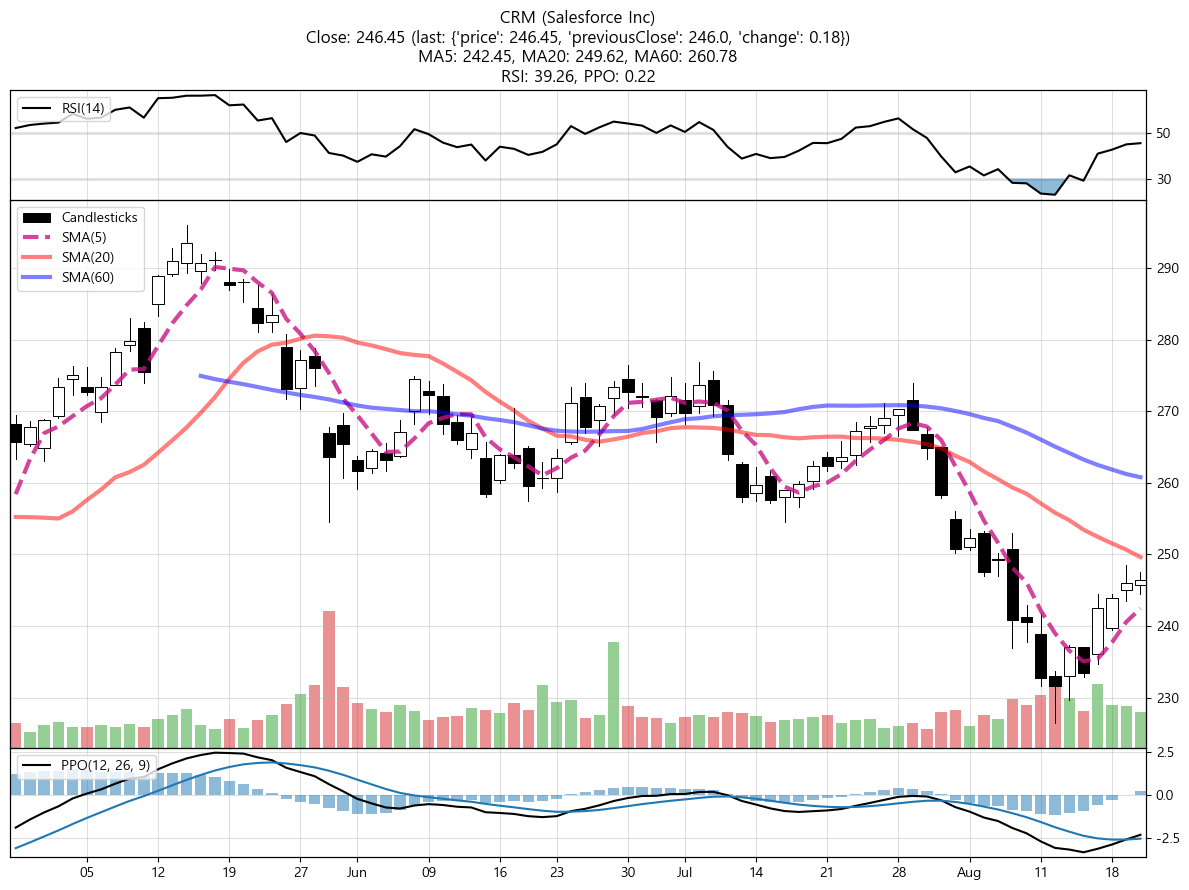 CRM (Salesforce Inc)
Close: 246.45 (last: {'price': 246.45, 'previousClose': 246.0, 'change': 0.18})
MA5: 242.45, MA20: 249.62, MA60: 260.78
RSI: 39.26, PPO: 0.22
RSI(14)
50
30
Candlesticks
SMA(5)
SMA(20)
SMA(60)
290
280
270
260
250
240
230
PPO(12, 26, 9)
2.5
0.0
-2.5
05 12 19 27 Jun 09 16 23 30 Jul 14 21 28 Aug 11 18